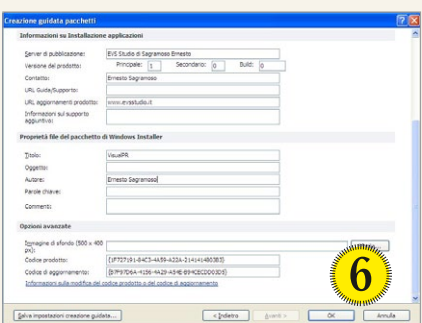 Creazione guidata pacchetti
Informazioni su Installazione applicazioni
Server di pubblicazione: EVS Studio di Sagramoso Ernesto
Versione del prodotto: Principale: 1 Secondario: 0 Build: 0
Contatto: Ernesto Sagramoso
URL Guida/Supporto:
URL aggiornamenti prodotto: www.evsstudio.it
Informazioni sul supporto
aggiuntive:
Proprietà file del pacchetto di Windows Installer
Titolo: VisualPR
Oggetto:
Autore: Ernesto Sagramoso
Parole chiave:
Commenti:
Opzioni avanzate
Immagine di sfondo (500 x 400
px):
Codice prodotto:
Codice di aggiornamento:
Informazioni sulla modifica del codice prodotto o del codice di aggiornamento
6
Salva impostazioni creazione guidata... < Indietro Avanti > OK Annulla